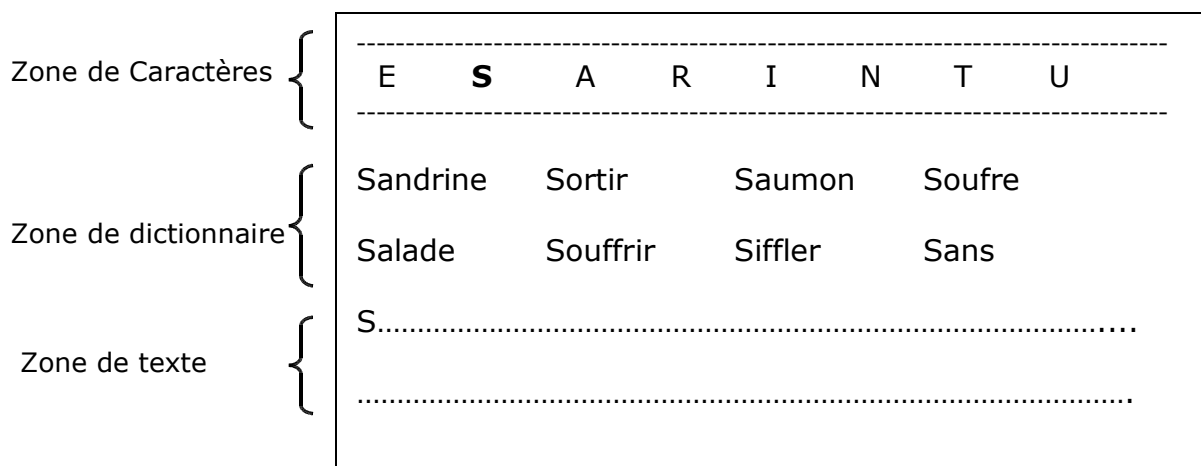 Zone de Caractères
E S A R I N T U
Zone de dictionnaire
Sandrine Sortir Saumon Soufre
Salade Souffrir Siffler Sans
Zone de texte
S...............................................................................................
................................................................................................